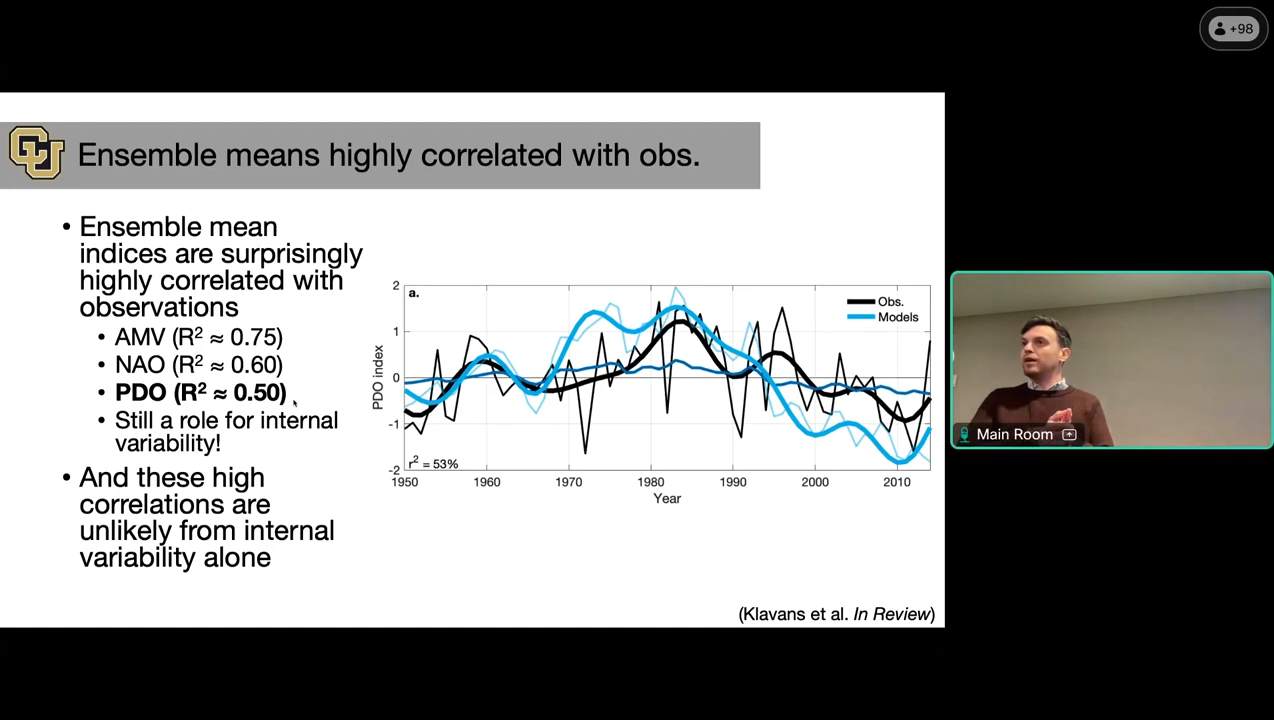 +98
CU
Ensemble means highly correlated with obs.
• Ensemble mean
indices are surprisingly
highly correlated with
observations
• AMV (R² ≈ 0.75)
• NAO (R² ≈ 0.60)
• PDO (R² ≈ 0.50)
• Still a role for internal
variability!
• And these high
correlations are
unlikely from internal
variability alone
a.
Obs.
Models
PDO index
2
1
0
-1
-2
r² = 53%
1950 1960 1970 1980 1990 2000 2010
Year
(Klavans et al. In Review)
Main Room